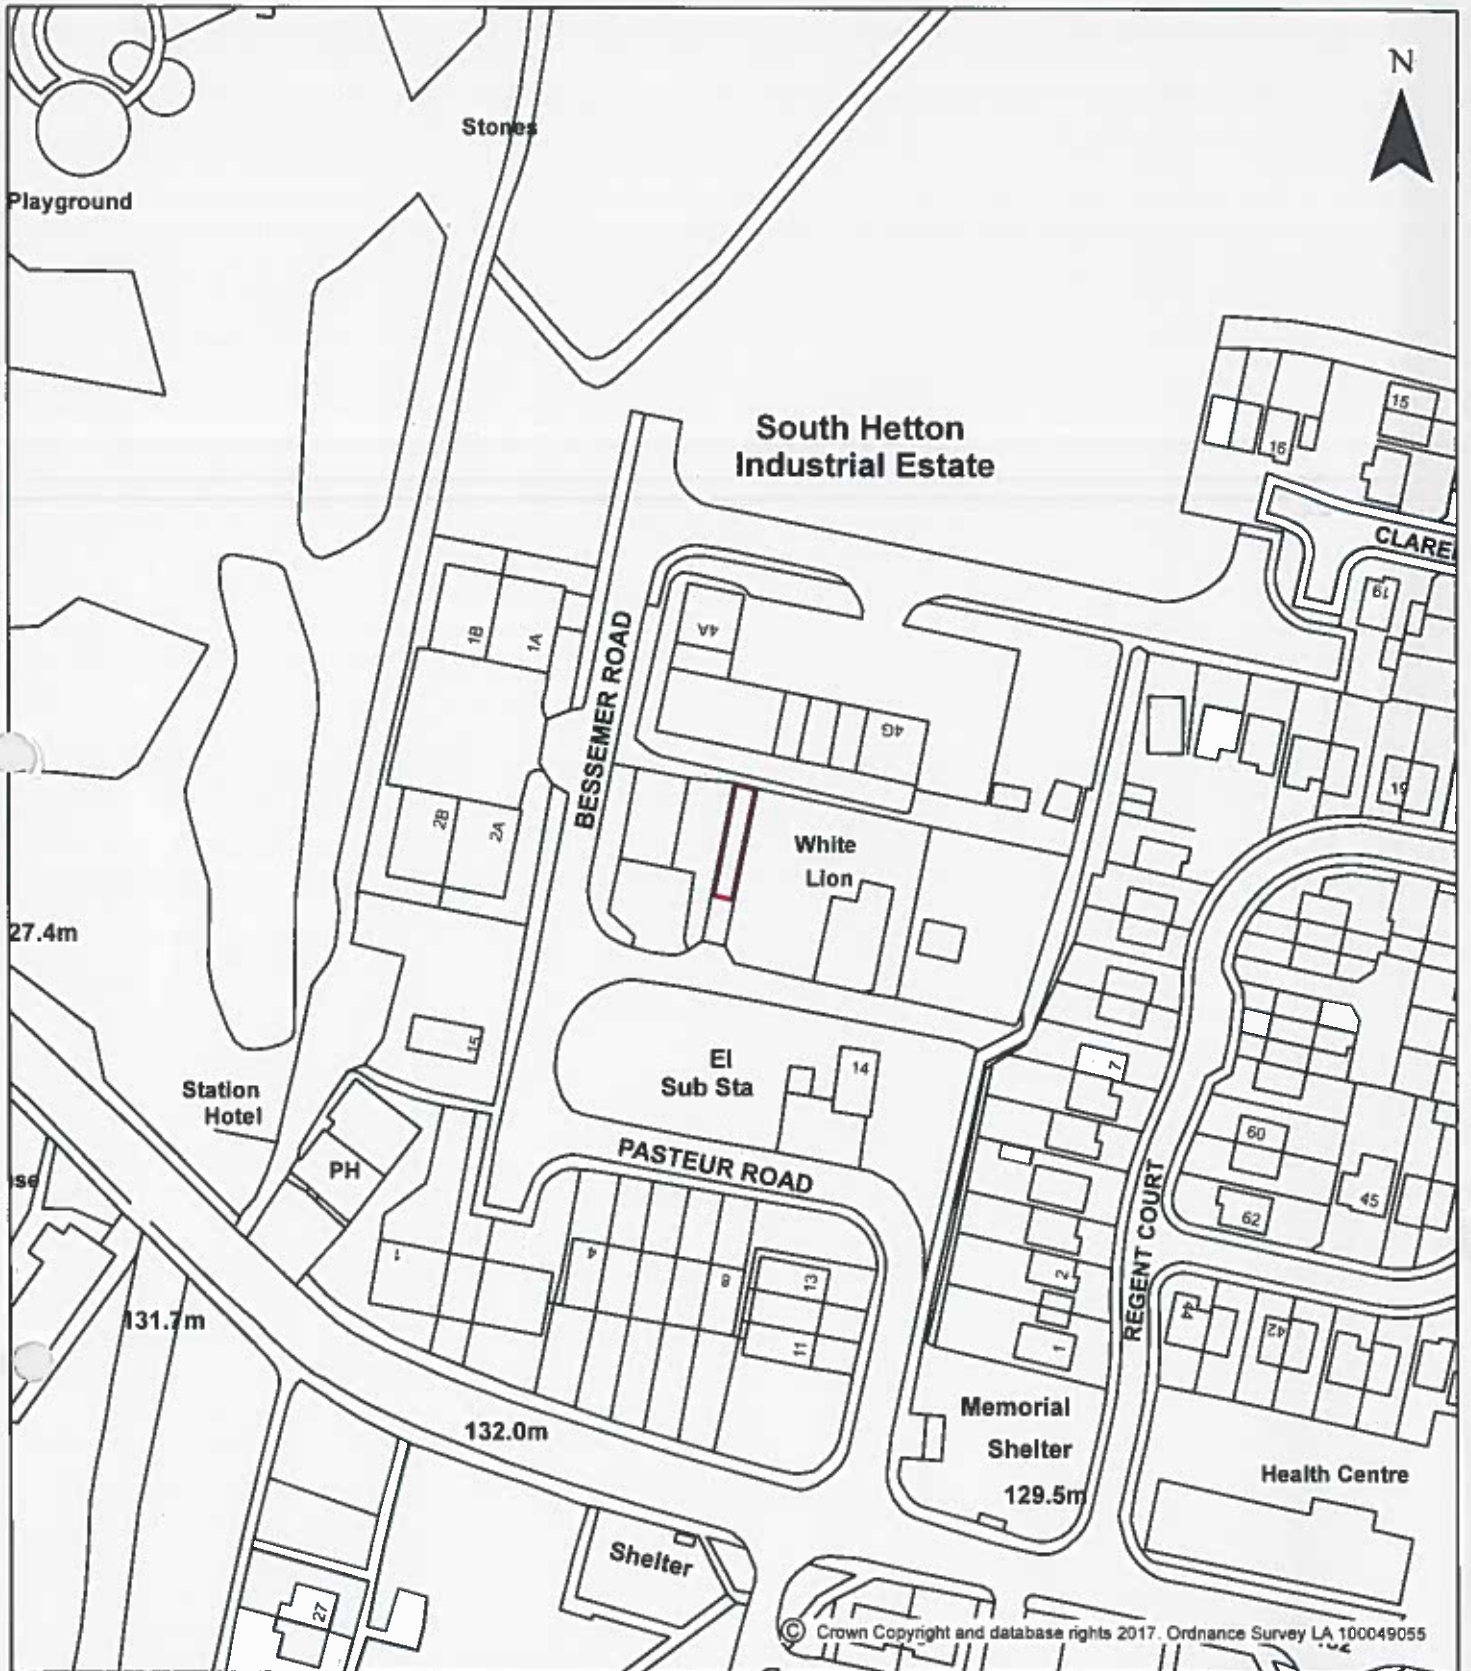 N
Stones
Playground
South Hetton
Industrial Estate
15
16
CLARE
19
1B
1A
4A
BESSEMER ROAD
4G
19
2B
2A
White
Lion
27.4m
15
El
Sub Sta
14
7
Station
Hotel
PH
PASTEUR ROAD
60
45
62
REGENT COURT
1
4
8
13
11
2
1
44
42
131.7m
132.0m
Memorial
Shelter
129.5m
Health Centre
Shelter
27
se
© Crown Copyright and database rights 2017. Ordnance Survey LA 100049055